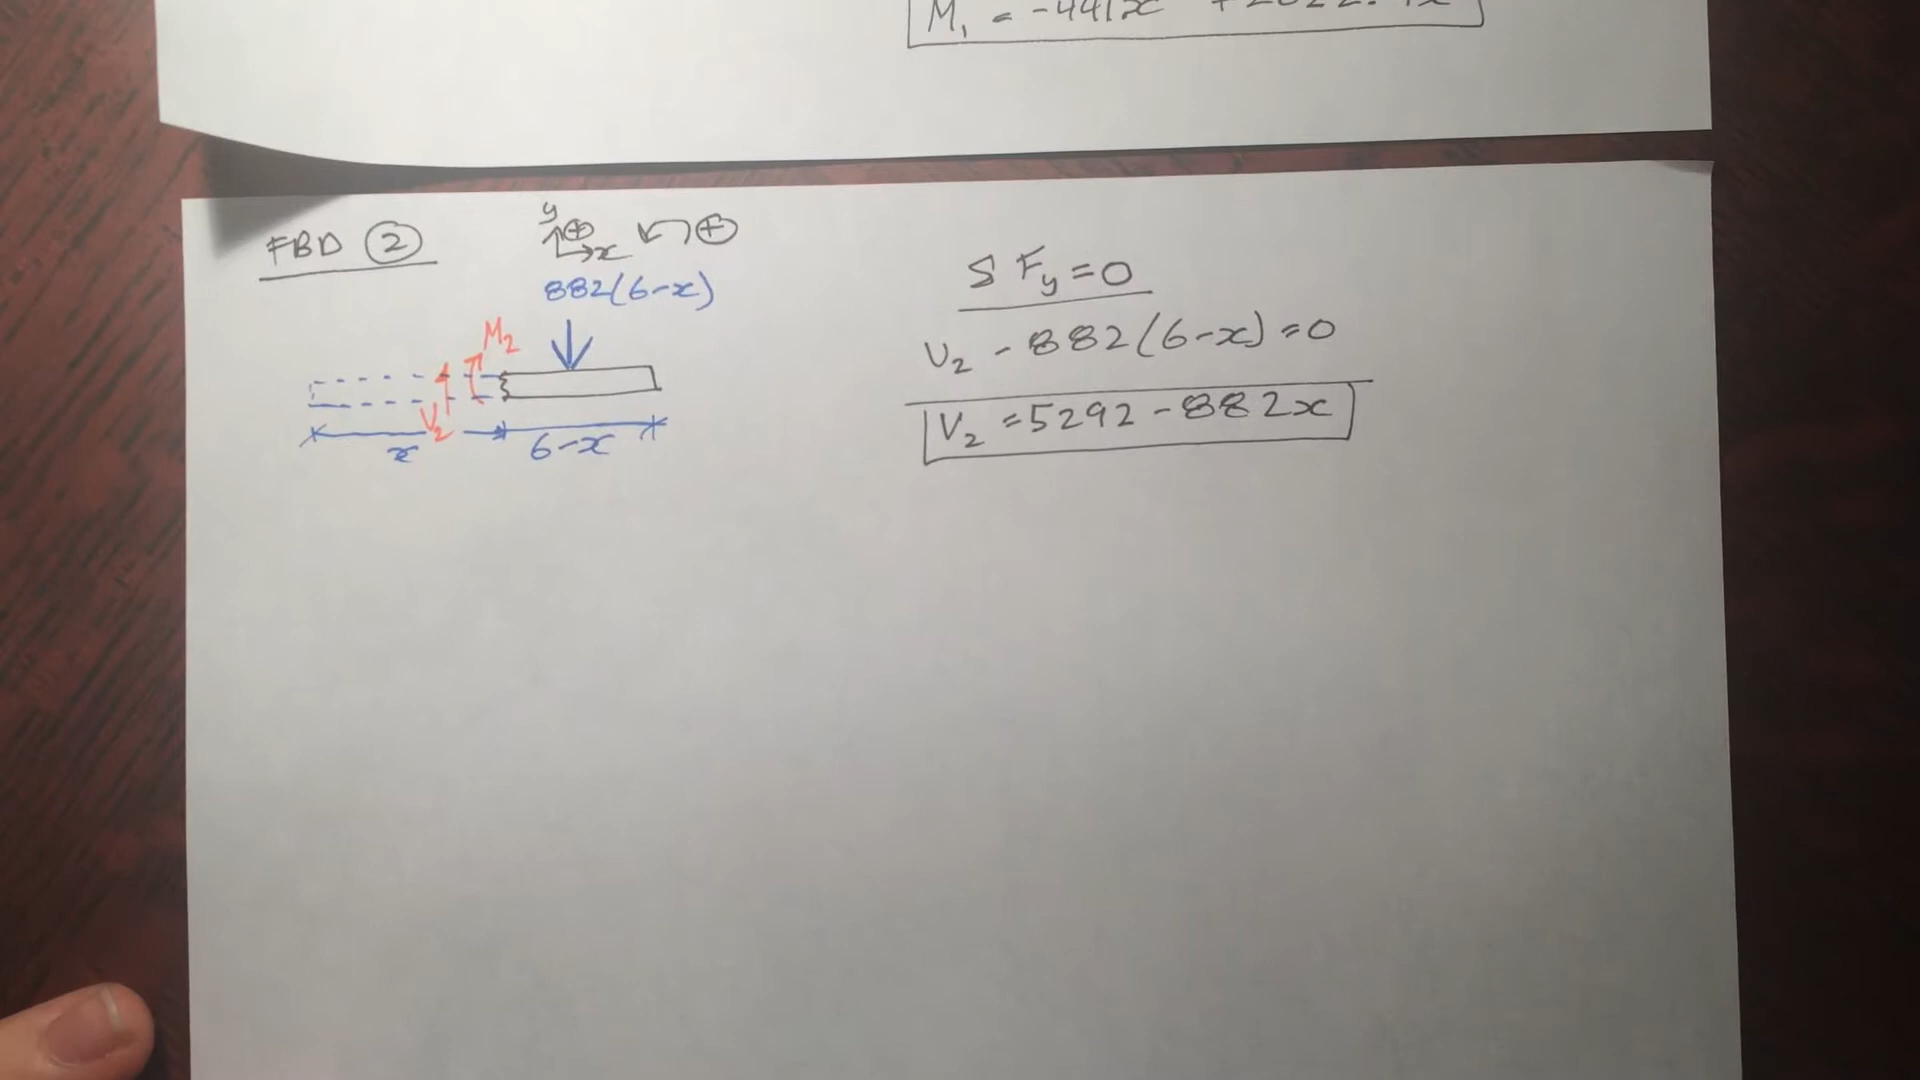 M₁ = -441x
FBD ②
y ⊕ x ⊕
882(6-x)
M₂
V₂
x 6-x
Σ Fy = 0
V₂ - 882(6-x) = 0
V₂ = 5292 - 882x